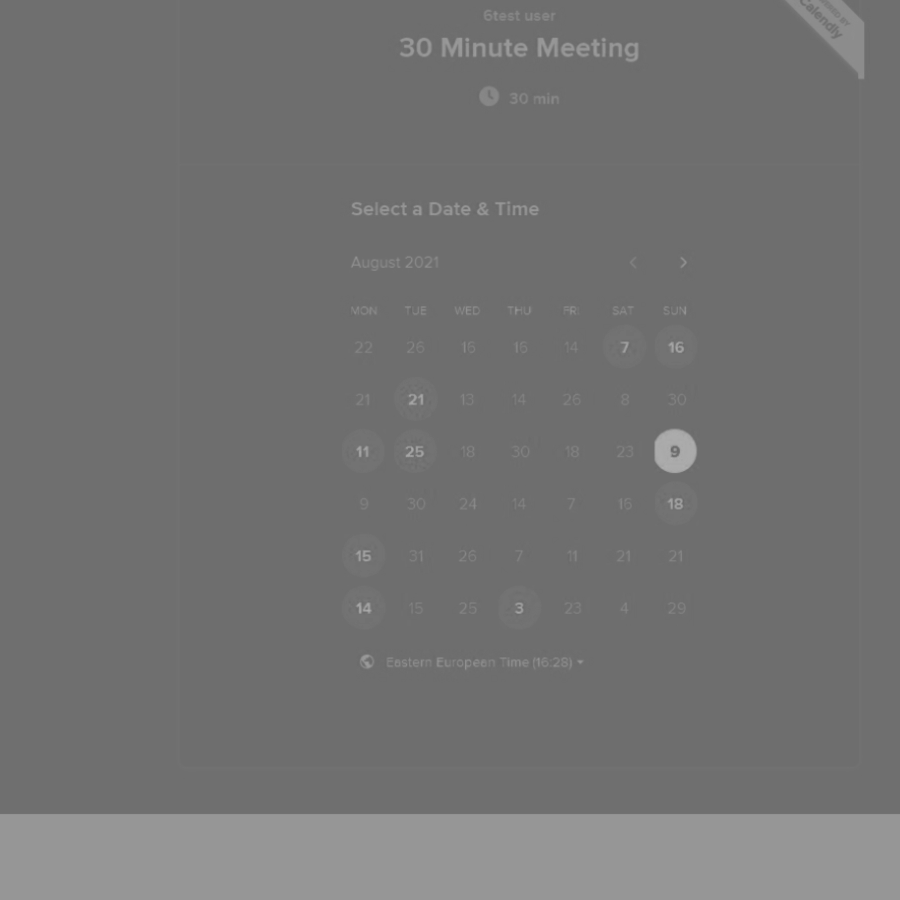 6test user
30 Minute Meeting
30 min
Calendly
Select a Date & Time
August 2021
MON TUE WED THU FRI SAT SUN
22 26 15 15 14 7 16
21 21 13 14 26 8 30
11 25 18 30 18 23 9
9 30 24 14 7 15 18
15 31 26 7 11 21 21
14 15 25 3 23 4 29
Eastern European Time (16:28)